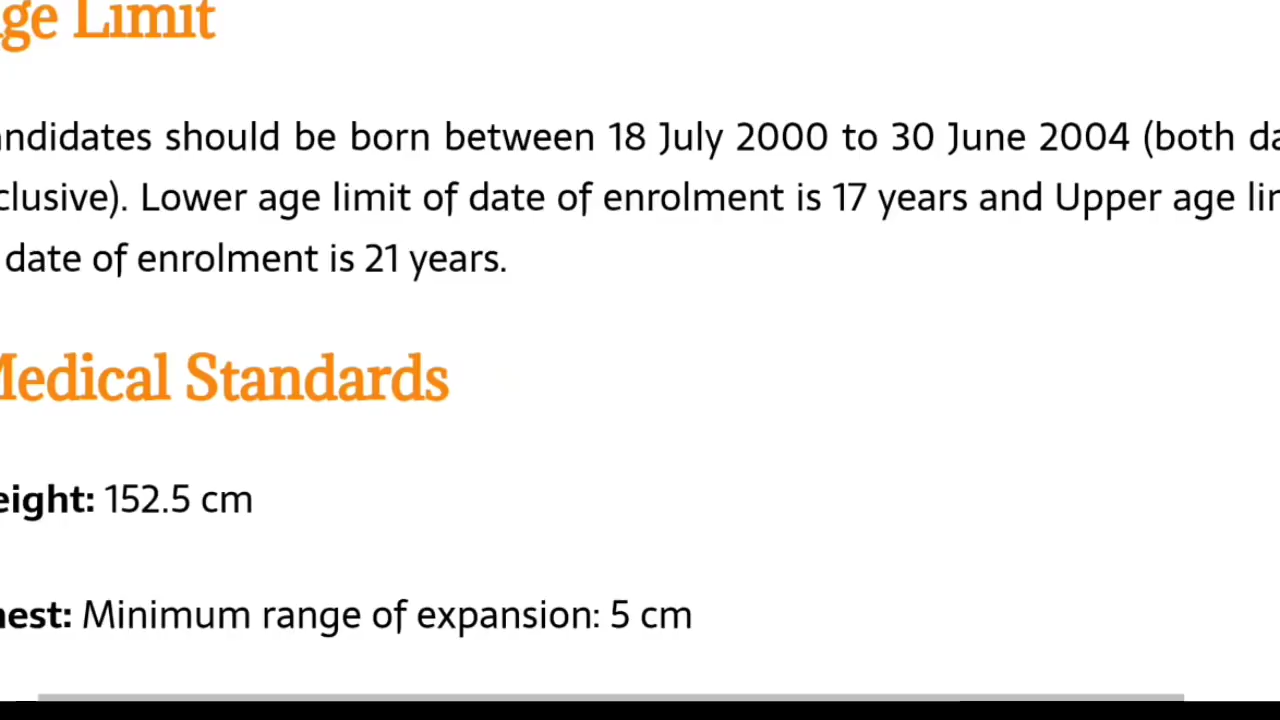 ge Limit
andidates should be born between 18 July 2000 to 30 June 2004 (both da
clusive). Lower age limit of date of enrolment is 17 years and Upper age lim
date of enrolment is 21 years.
Medical Standards
eight: 152.5 cm
hest: Minimum range of expansion: 5 cm